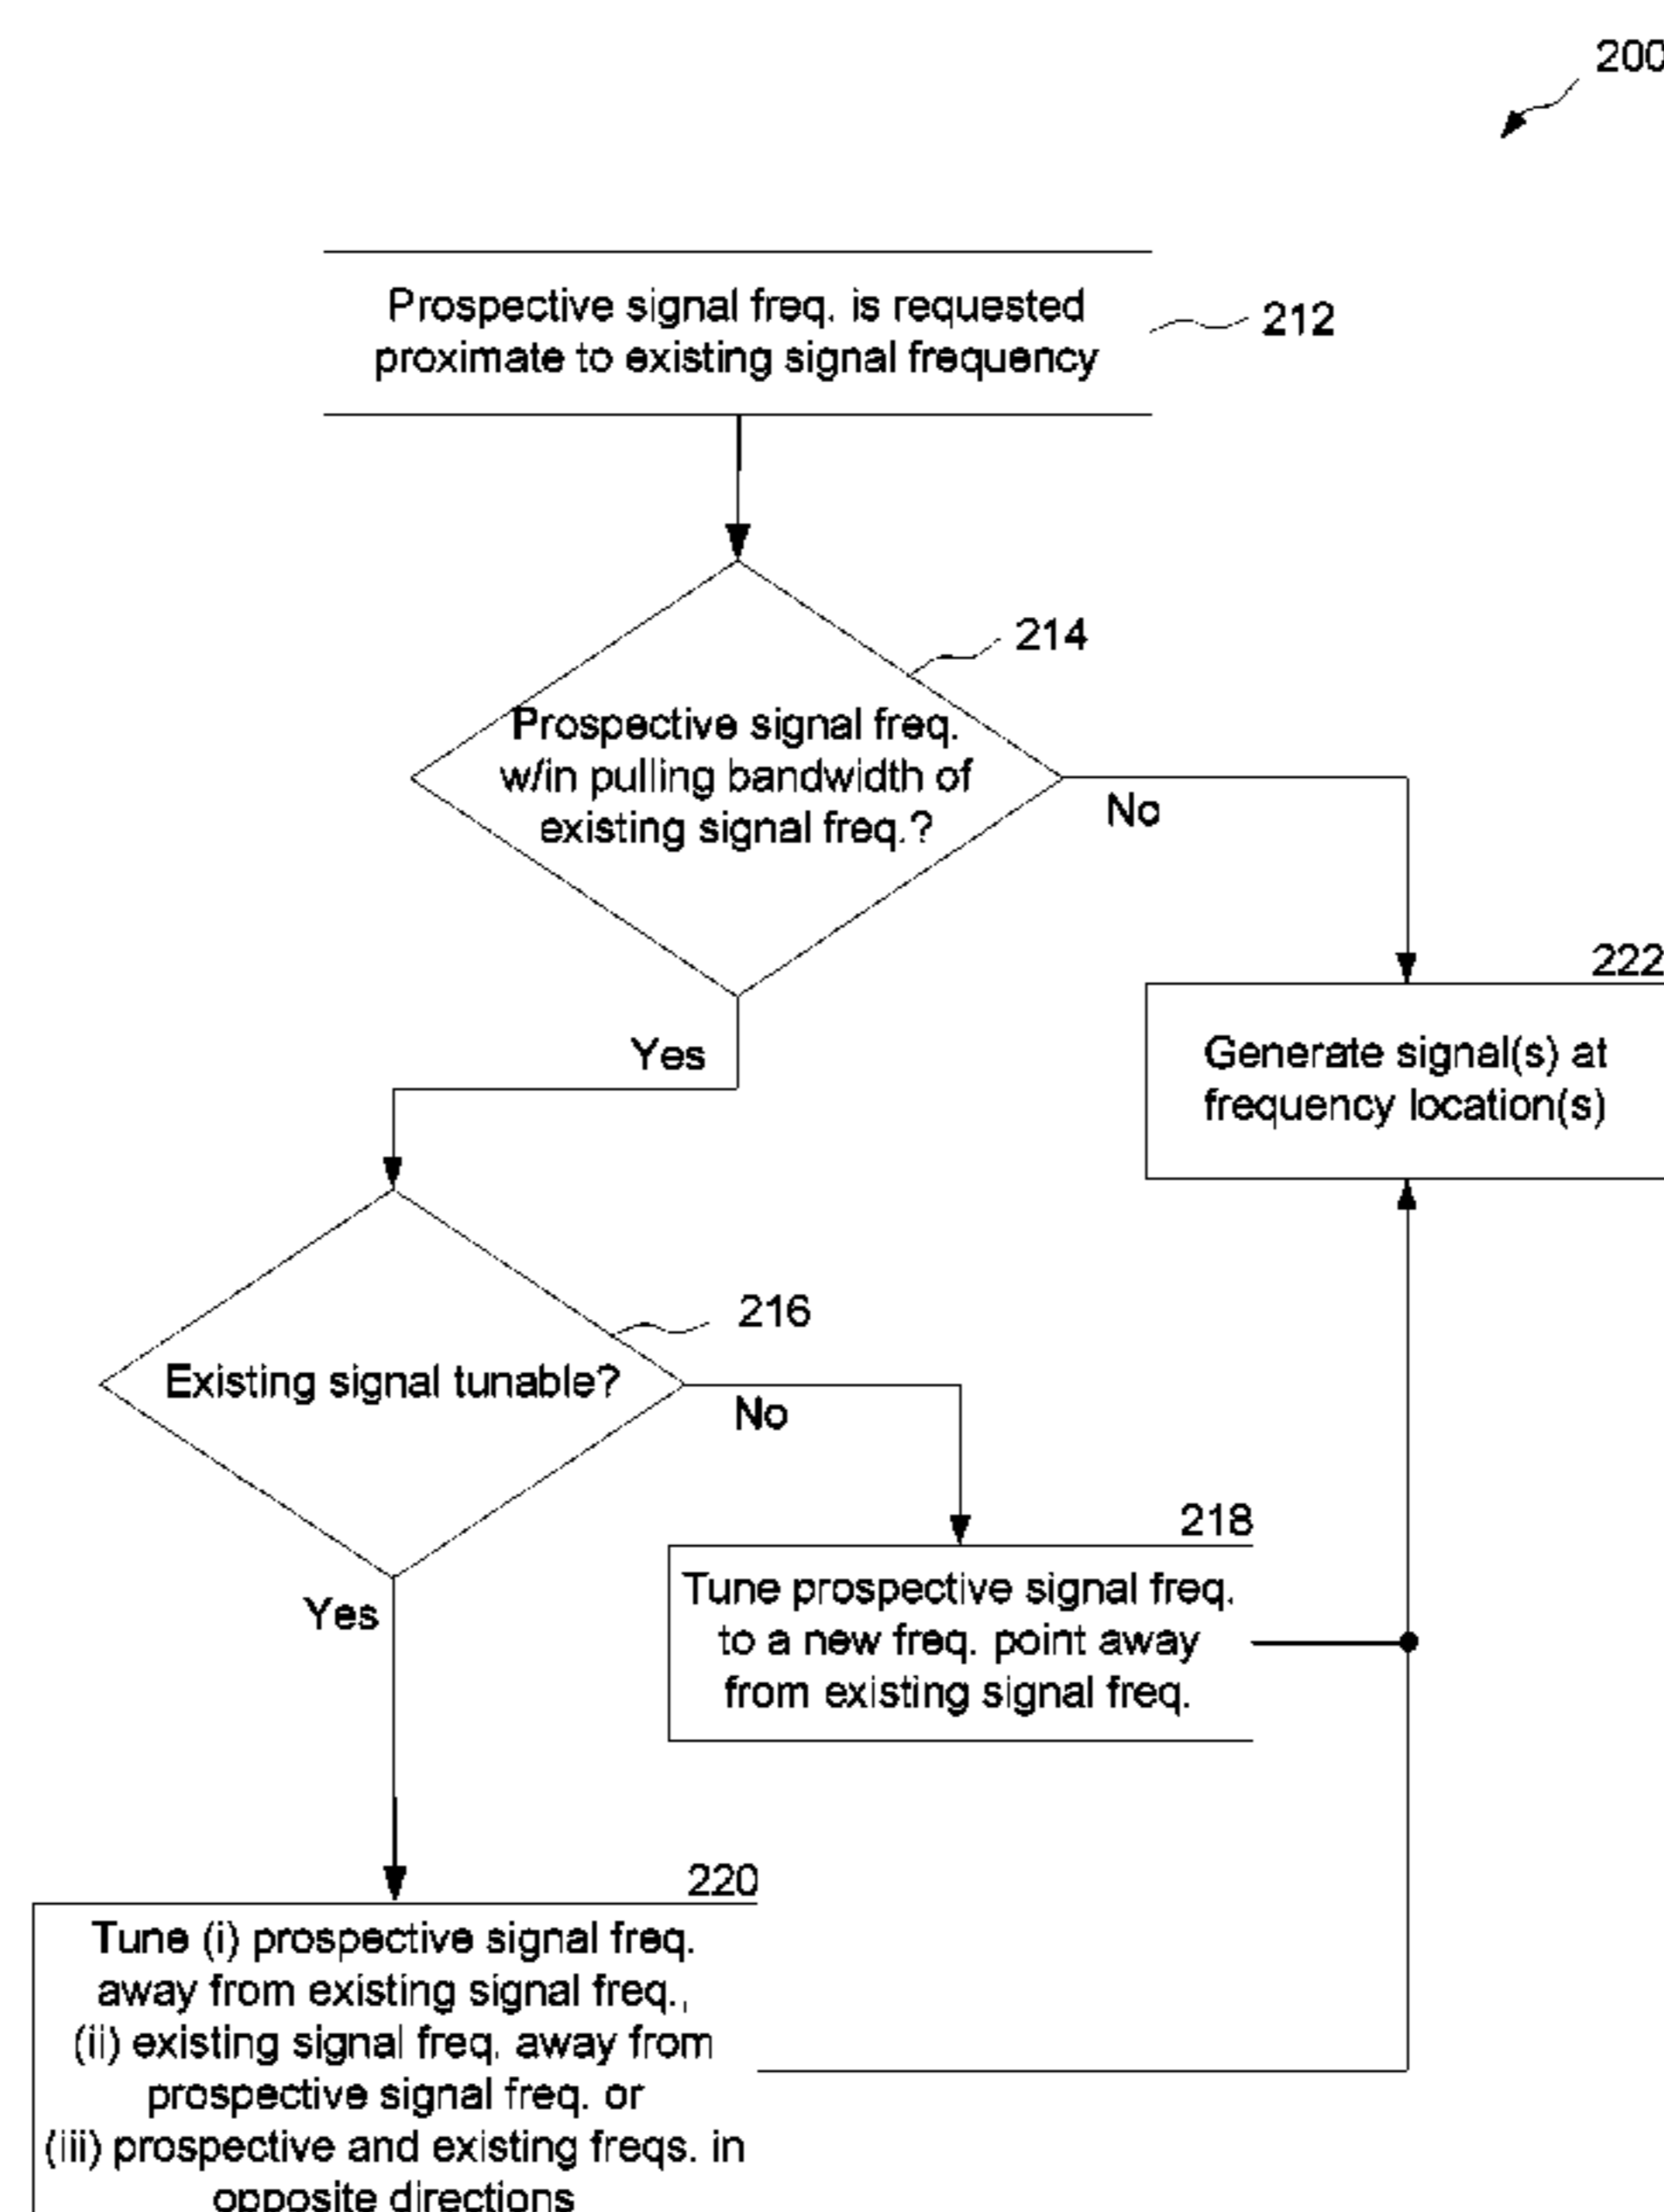 200
Prospective signal freq. is requested
proximate to existing signal frequency
212
214
Prospective signal freq.
w/in pulling bandwidth of
existing signal freq.?
No
222
Yes
Generate signal(s) at
frequency location(s)
216
Existing signal tunable?
No
218
Yes
Tune prospective signal freq.
to a new freq. point away
from existing signal freq.
220
Tune (i) prospective signal freq.
away from existing signal freq.,
(ii) existing signal freq. away from
prospective signal freq. or
(iii) prospective and existing freqs. in
opposite directions